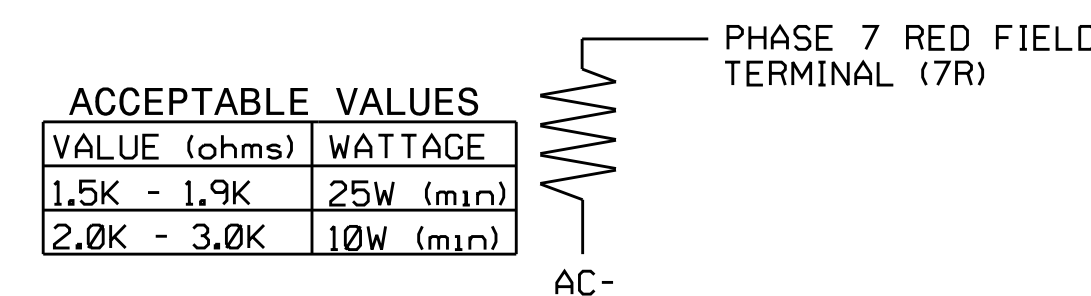 ACCEPTABLE VALUES
VALUE (ohms) WATTAGE
1.5K - 1.9K 25W (min)
2.0K - 3.0K 10W (min)
PHASE 7 RED FIELD
TERMINAL (7R)
AC-